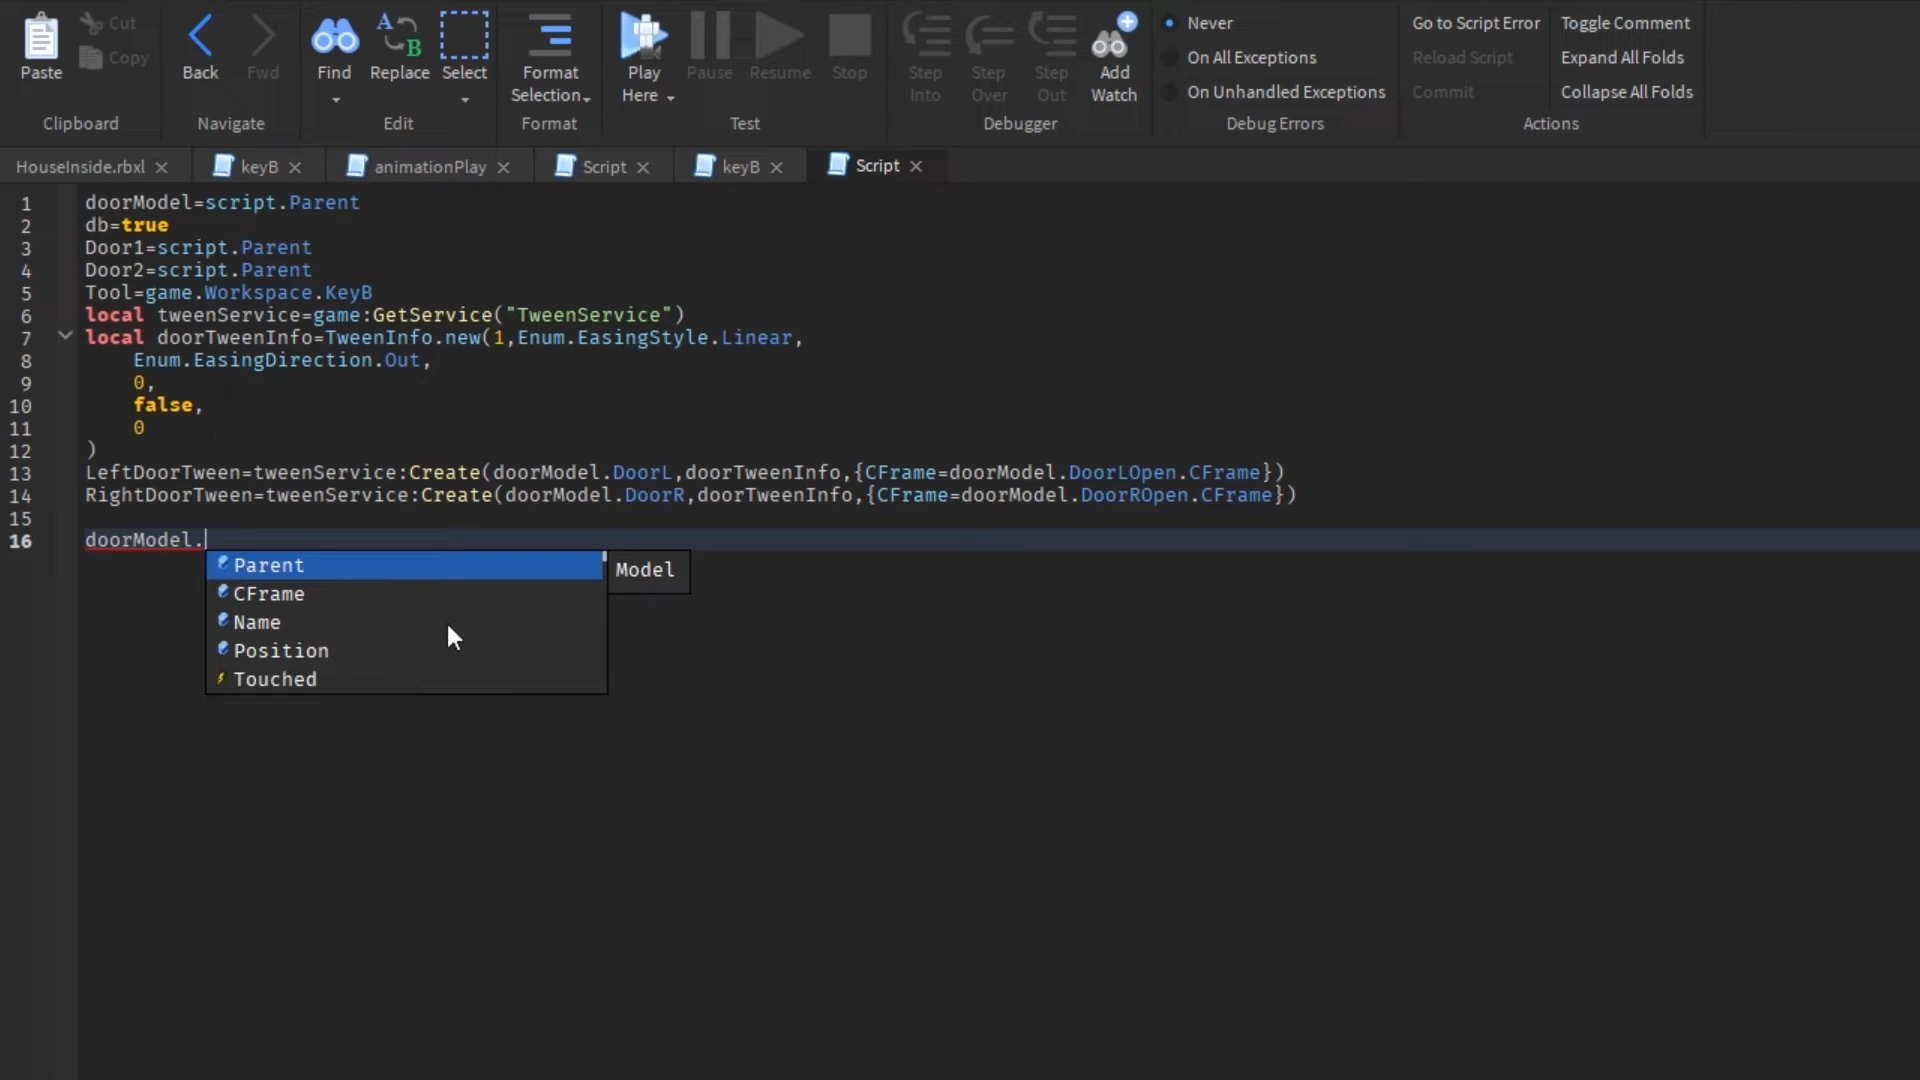 Paste
Cut
Copy
Clipboard
Back
Fwd
Navigate
Find
Replace
Select
Edit
Format
Selection
Format
Play
Here
Pause
Resume
Stop
Test
Step
Into
Step
Over
Step
Out
Add
Watch
Debugger
Never
On All Exceptions
On Unhandled Exceptions
Debug Errors
Go to Script Error
Reload Script
Commit
Toggle Comment
Expand All Folds
Collapse All Folds
Actions
HouseInside.rbxl
keyB
animationPlay
Script
keyB
Script
1 doorModel=script.Parent
2 db=true
3 Door1=script.Parent
4 Door2=script.Parent
5 Tool=game.Workspace.KeyB
6 local tweenService=game:GetService("TweenService")
7 local doorTweenInfo=TweenInfo.new(1,Enum.EasingStyle.Linear,
8 Enum.EasingDirection.Out,
9 0,
10 false,
11 0
12 )
13 LeftDoorTween=tweenService:Create(doorModel.DoorL,doorTweenInfo,{CFrame=doorModel.DoorLOpen.CFrame})
14 RightDoorTween=tweenService:Create(doorModel.DoorR,doorTweenInfo,{CFrame=doorModel.DoorROpen.CFrame})
15
16 doorModel.
Parent
Model
CFrame
Name
Position
Touched